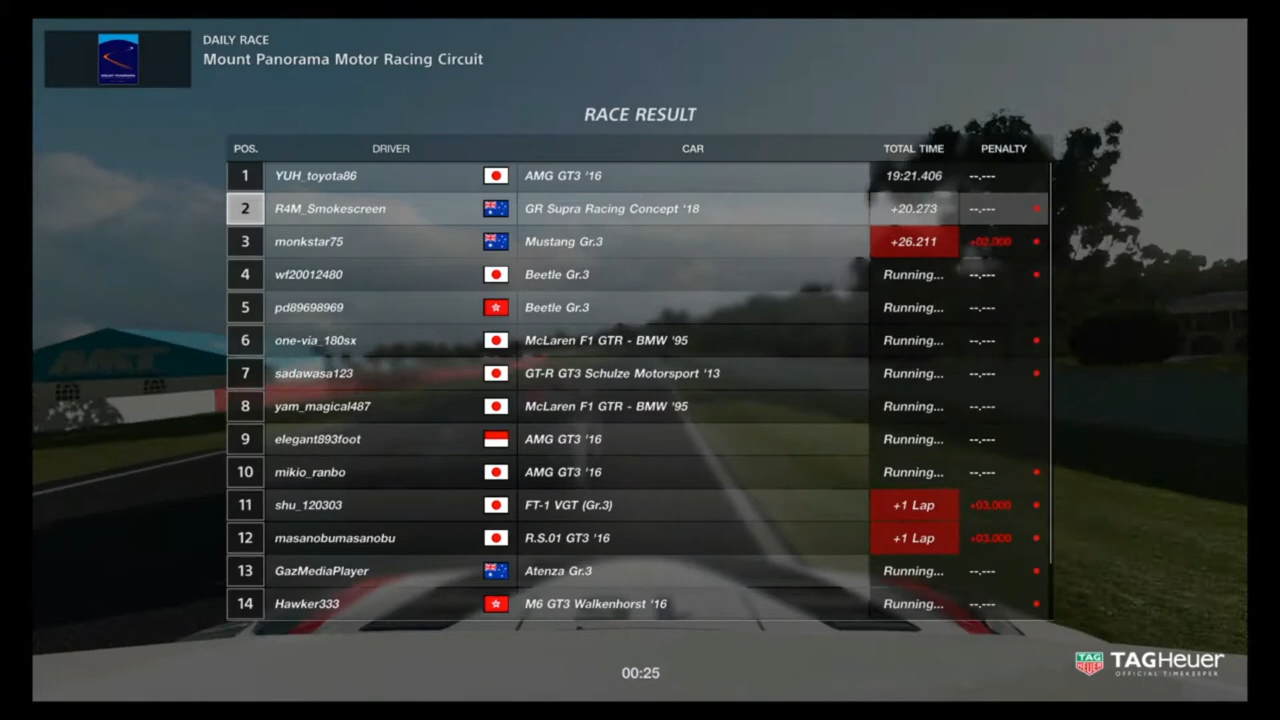 DAILY RACE
Mount Panorama Motor Racing Circuit
MOUNT PANORAMA
RACE RESULT
POS. DRIVER CAR TOTAL TIME PENALTY
1 YUH_toyota86 AMG GT3 '16 19:21.406 --.---
2 R4M_Smokescreen GR Supra Racing Concept '18 +20.273 --.---
3 monkstar75 Mustang Gr.3 +26.211 +02.000
4 wf20012480 Beetle Gr.3 Running... --.---
5 pd89698969 Beetle Gr.3 Running... --.---
6 one-via_180sx McLaren F1 GTR - BMW '95 Running... --.---
7 sadawasa123 GT-R GT3 Schulze Motorsport '13 Running... --.---
8 yam_magical487 McLaren F1 GTR - BMW '95 Running... --.---
9 elegant893foot AMG GT3 '16 Running... --.---
10 mikio_ranbo AMG GT3 '16 Running... --.---
11 shu_120303 FT-1 VGT (Gr.3) +1 Lap +03.000
12 masanobumasanobu R.S.01 GT3 '16 +1 Lap +03.000
13 GazMediaPlayer Atenza Gr.3 Running... --.---
14 Hawker333 M6 GT3 Walkenhorst '16 Running... --.---
00:25
TAG HEUER TAGHeuer
OFFICIAL TIMEKEEPER